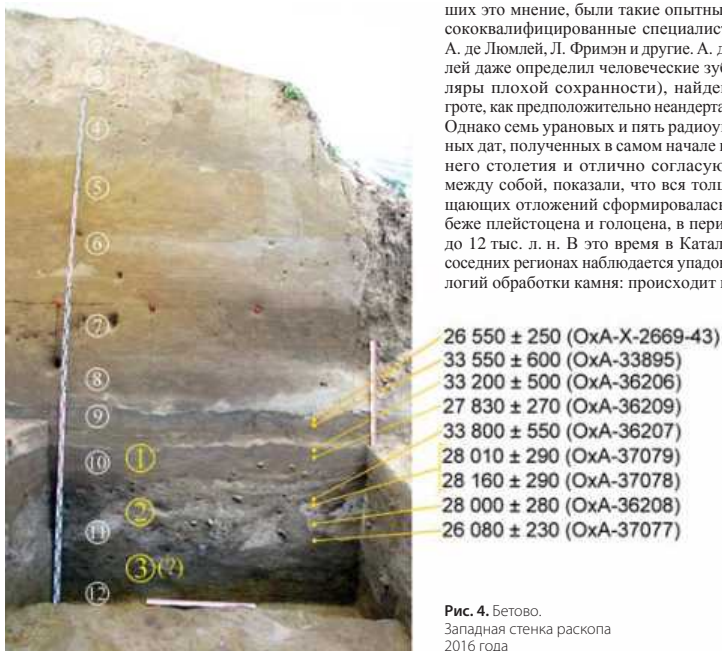 ших это мнение, были такие опытны
сококвалифицированные специалист
А. де Люмлей, Л. Фримэн и другие. А. д
лей даже определил человеческие зуб
ляры плохой сохранности), найде
гроте, как предположительно неандерта
Однако семь урановых и пять радиоуг
ных дат, полученных в самом начале н
него столетия и отлично согласую
между собой, показали, что вся тол
щающих отложений сформировалась
беже плейстоцена и голоцена, в пери
до 12 тыс. л. н. В это время в Катал
соседних регионах наблюдается упадо
логий обработки камня: происходит
4
5
6
7
8
9
10
11
12
1
2
3 (?)
26 550 ± 250 (OxA-X-2669-43)
33 550 ± 600 (OxA-33895)
33 200 ± 500 (OxA-36206)
27 830 ± 270 (OxA-36209)
33 800 ± 550 (OxA-36207)
28 010 ± 290 (OxA-37079)
28 160 ± 290 (OxA-37078)
28 000 ± 280 (OxA-36208)
26 080 ± 230 (OxA-37077)
Рис. 4. Бетово.
Западная стенка раскопа
2016 года